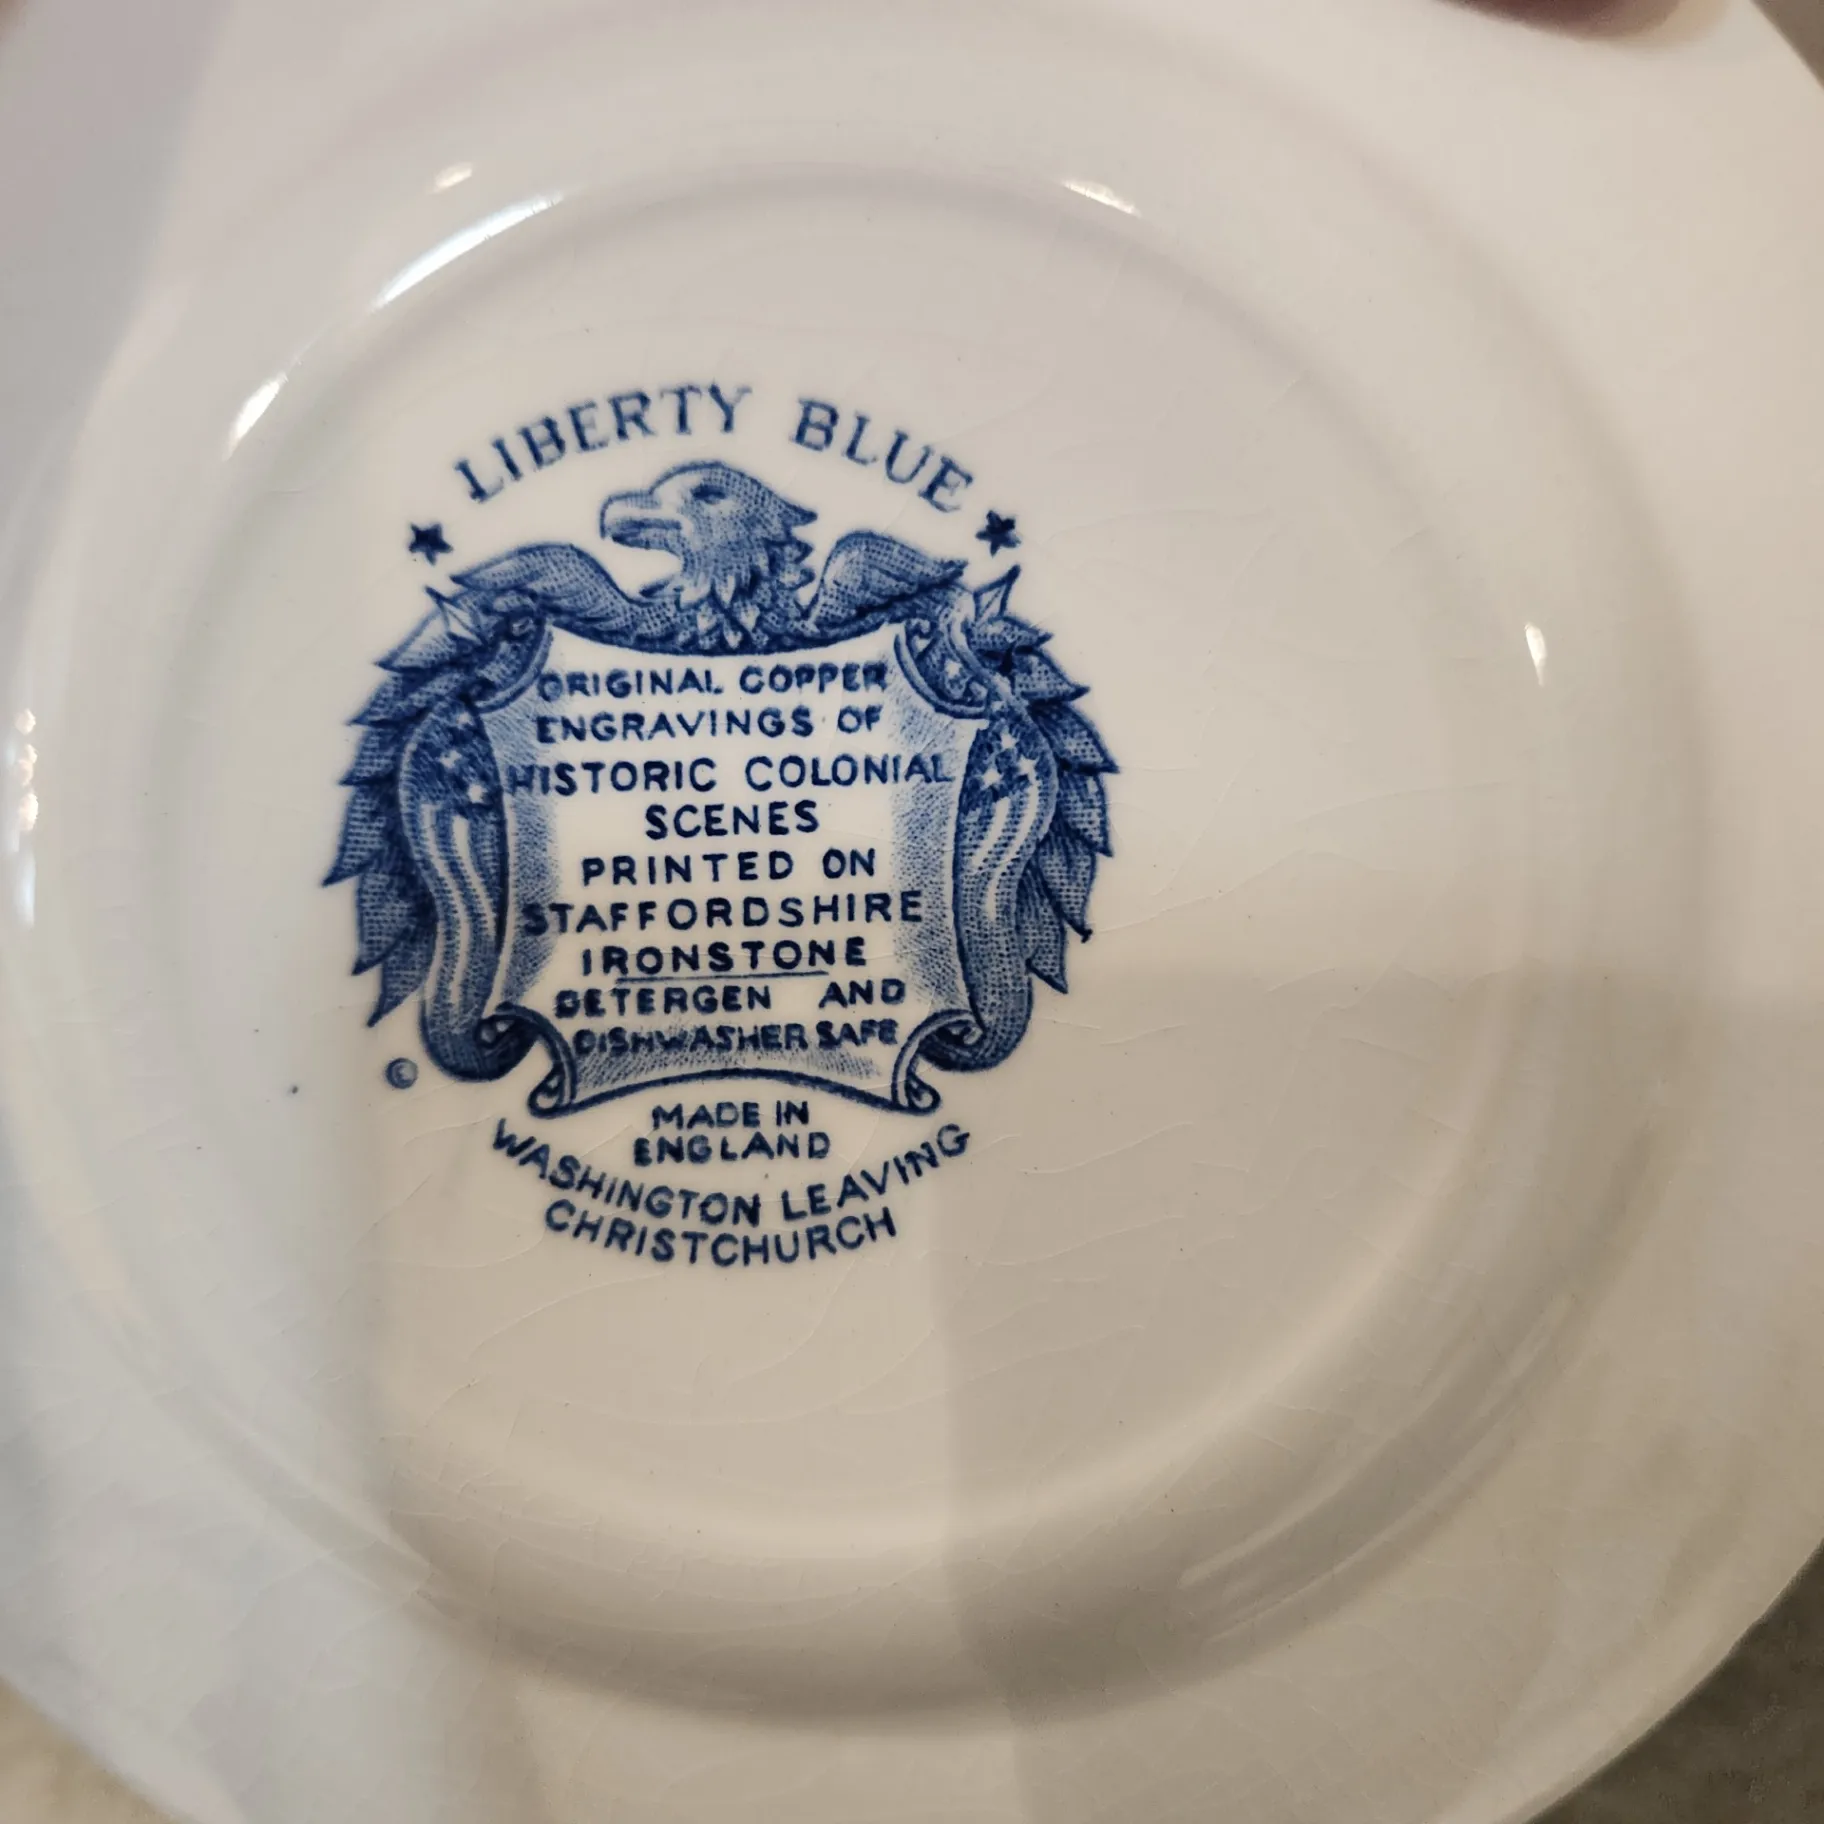 LIBERTY BLUE
ORIGINAL COPPER
ENGRAVINGS OF
HISTORIC COLONIAL
SCENES
PRINTED ON
STAFFORDSHIRE
IRONSTONE
DETERGEN AND
DISHWASHER SAFE
©
MADE IN
ENGLAND
WASHINGTON LEAVING
CHRISTCHURCH